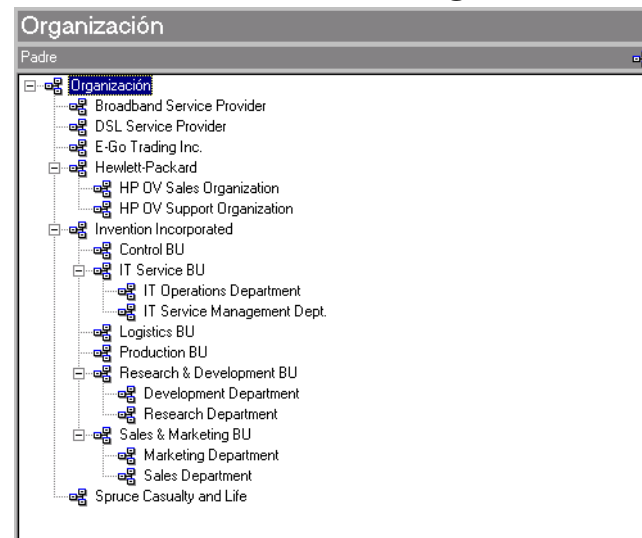 Organización
Padre
Organización
Broadband Service Provider
DSL Service Provider
E-Go Trading Inc.
Hewlett-Packard
HP OV Sales Organization
HP OV Support Organization
Invention Incorporated
Control BU
IT Service BU
IT Operations Department
IT Service Management Dept.
Logistics BU
Production BU
Research & Development BU
Development Department
Research Department
Sales & Marketing BU
Marketing Department
Sales Department
Spruce Casualty and Life